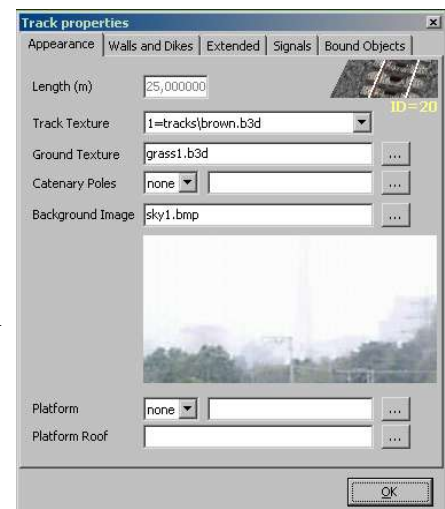 Track properties
Appearance Walls and Dikes Extended Signals Bound Objects
Length (m) 25,000000
ID=20
Track Texture 1=tracks\brown.b3d
Ground Texture grass1.b3d ...
Catenary Poles none ...
Background Image sky1.bmp ...
Platform none ...
Platform Roof ...
OK